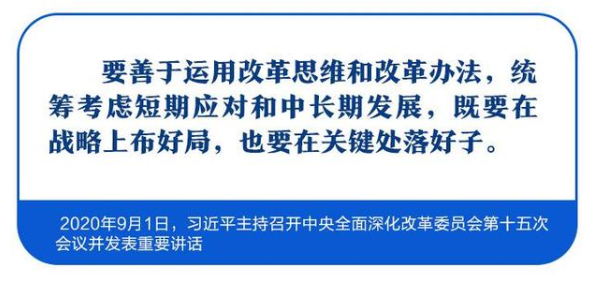 要善于运用改革思维和改革办法，统
筹考虑短期应对和中长期发展，既要在
战略上布好局，也要在关键处落好子。
2020年9月1日，习近平主持召开中央全面深化改革委员会第十五次
会议并发表重要讲话